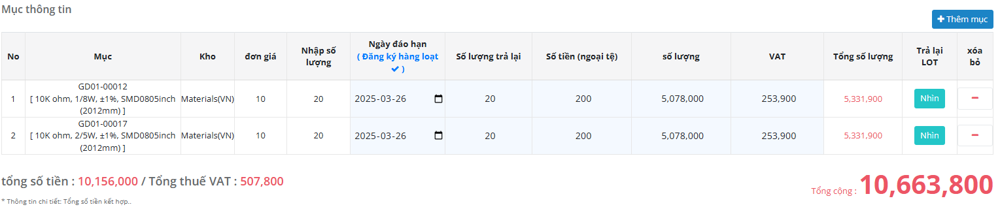 Mục thông tin
Thêm mục
No Mục Kho đơn giá Nhập số lượng Ngày đáo hạn ( Đăng ký hàng loạt ) Số lượng trả lại Số tiền (ngoại tệ) số lượng VAT Tổng số lượng Trả lại LOT xóa bỏ
GD01-00012
1 [ 10K ohm, 1/8W, ±1%, SMD0805inch Materials(VN) 10 20 2025-03-26 20 200 5,078,000 253,900 5,331,900 Nhìn
(2012mm) ]
GD01-00017
2 [ 10K ohm, 2/5W, ±1%, SMD0805inch Materials(VN) 10 20 2025-03-26 20 200 5,078,000 253,900 5,331,900 Nhìn
(2012mm) ]
tổng số tiền : 10,156,000 / Tổng thuế VAT : 507,800
Tổng cộng : 10,663,800
* Thông tin chi tiết: Tổng số tiền kết hợp..